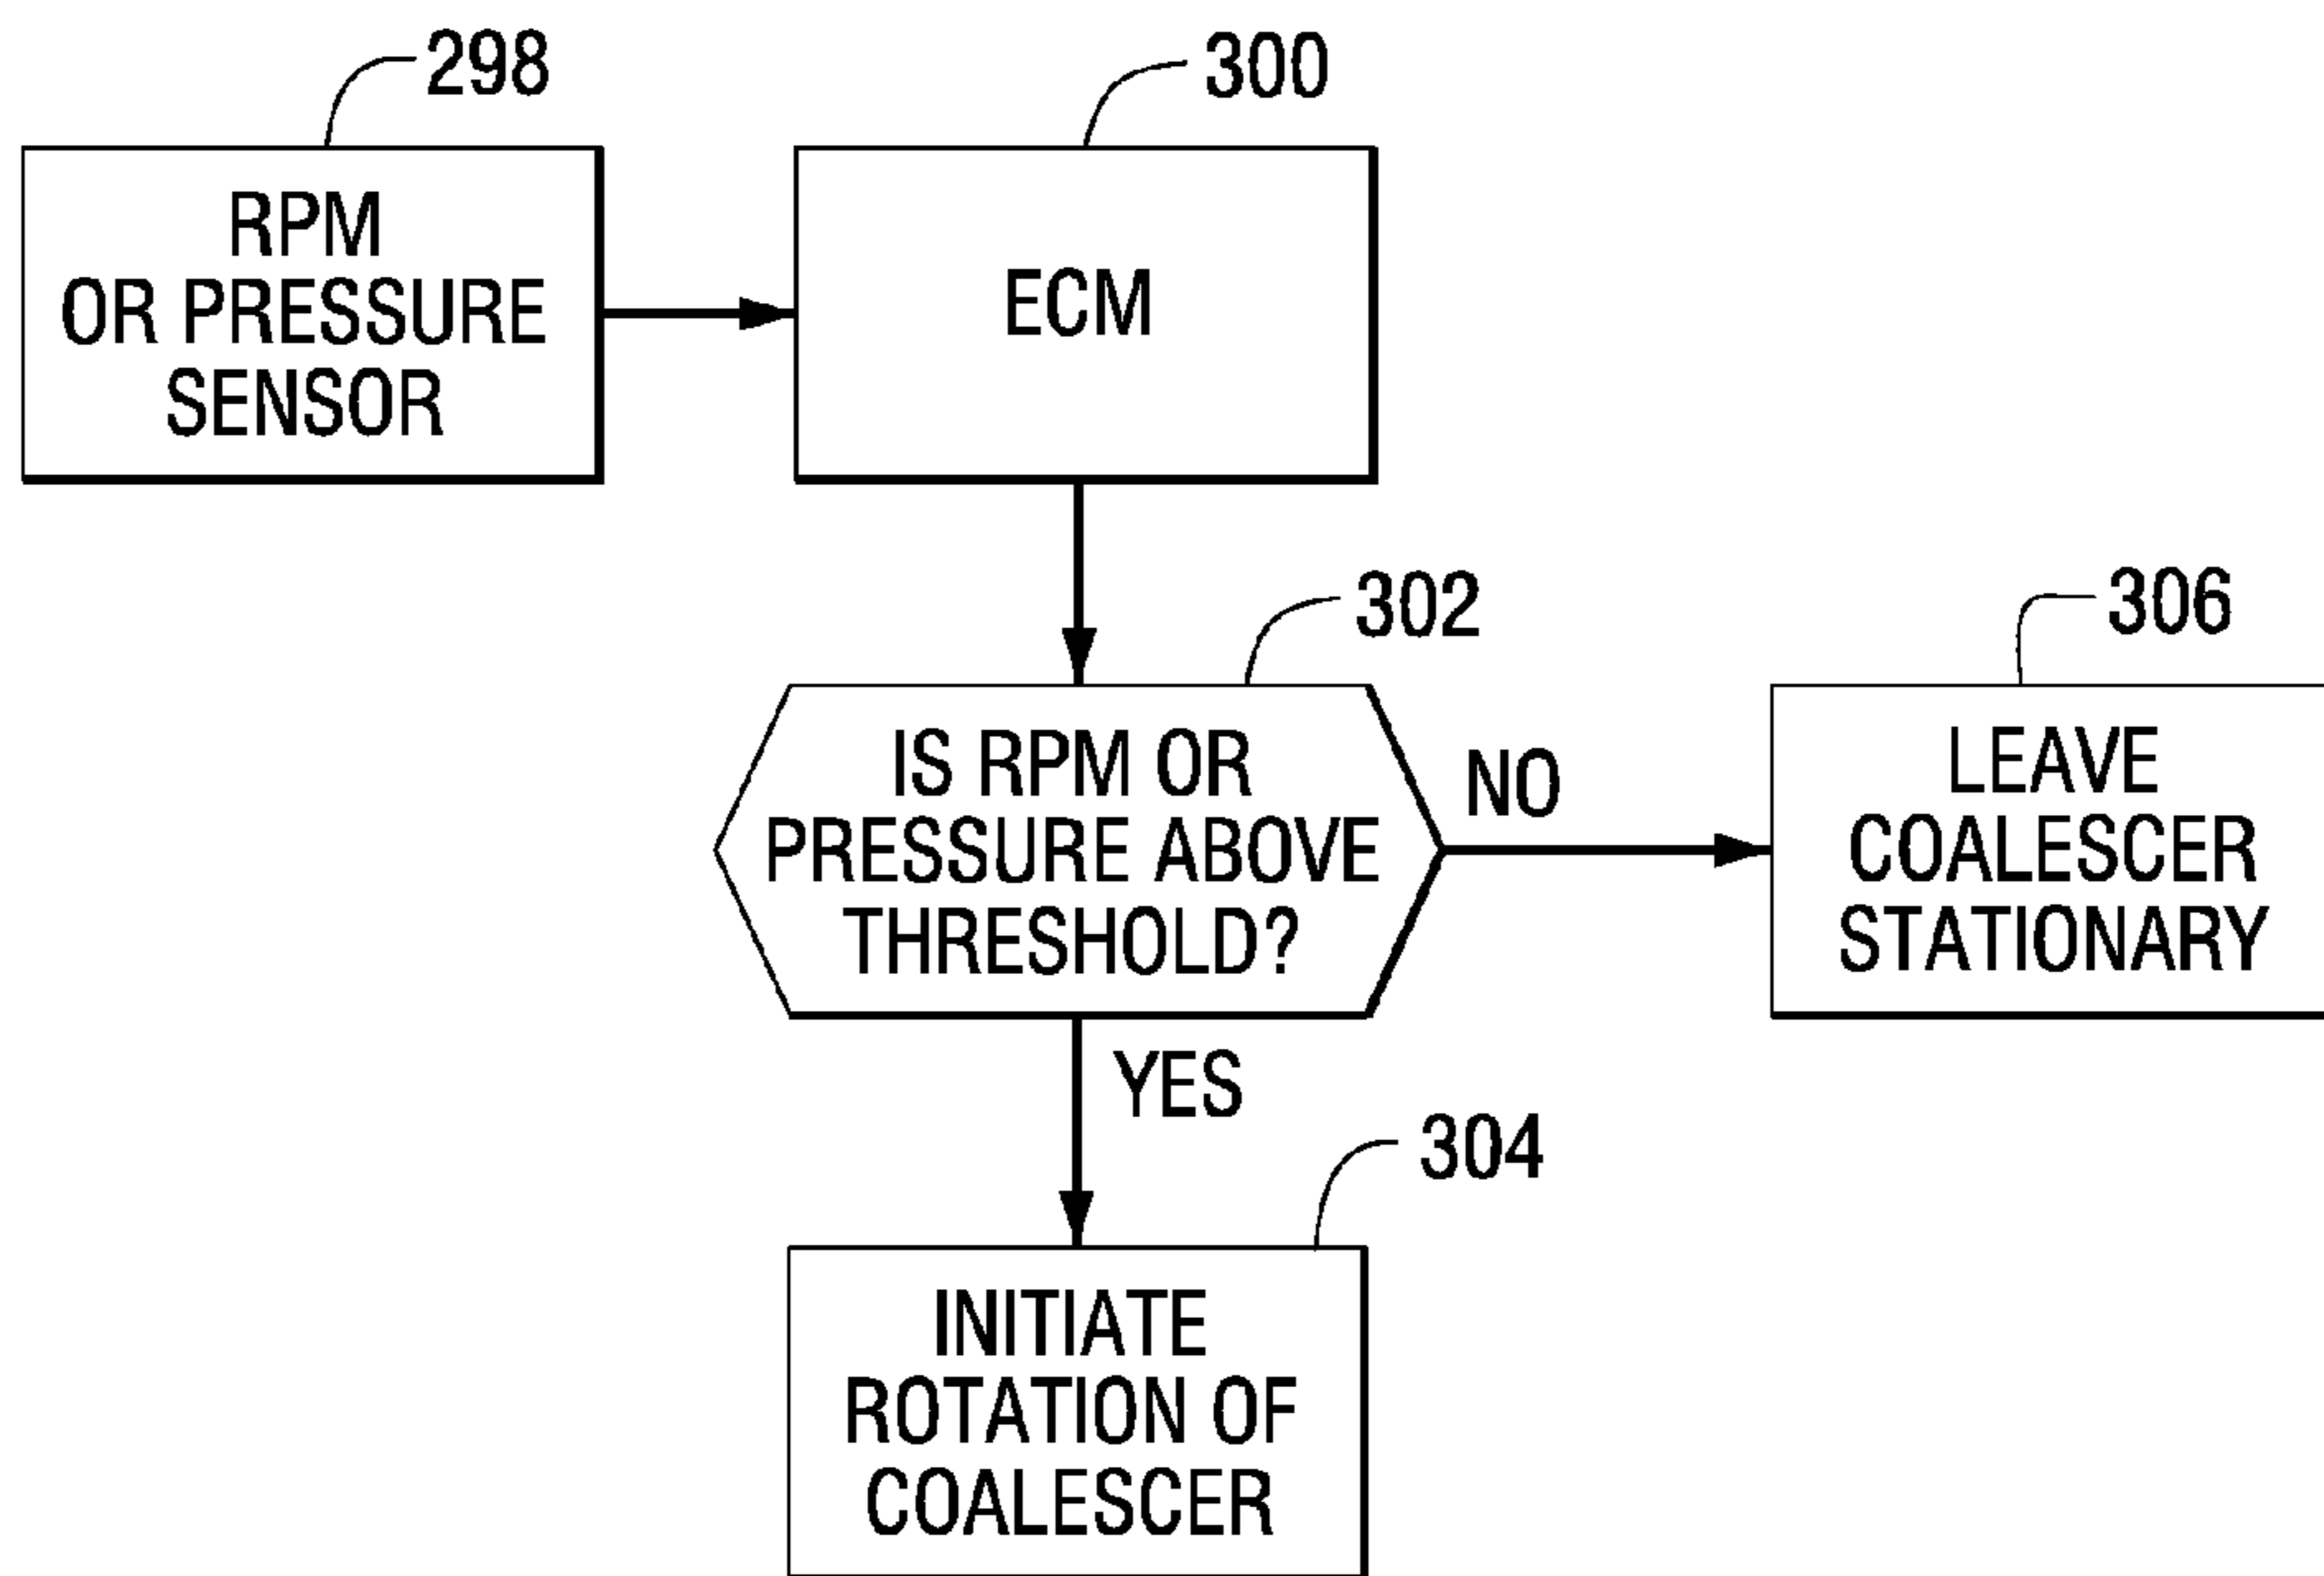 298
RPM
OR PRESSURE
SENSOR
300
ECM
302
IS RPM OR
PRESSURE ABOVE
THRESHOLD?
NO
306
LEAVE
COALESCER
STATIONARY
YES
304
INITIATE
ROTATION OF
COALESCER